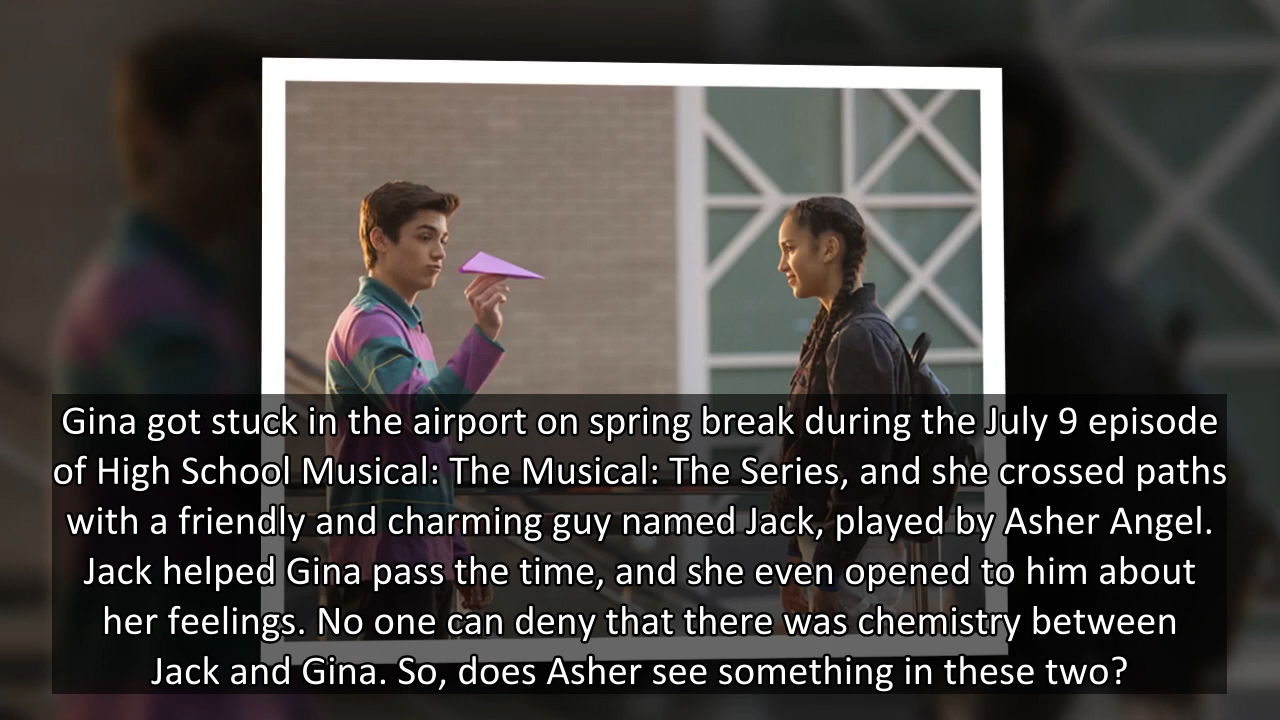 Gina got stuck in the airport on spring break during the July 9 episode
of High School Musical: The Musical: The Series, and she crossed paths
with a friendly and charming guy named Jack, played by Asher Angel.
Jack helped Gina pass the time, and she even opened to him about
her feelings. No one can deny that there was chemistry between
Jack and Gina. So, does Asher see something in these two?